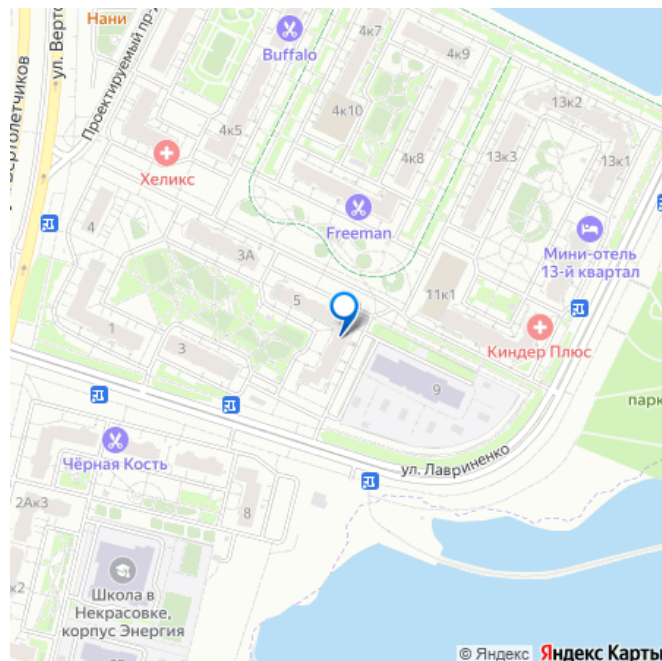 Нани
ул. Верто
Проектируемый пр-д
Вертолётчиков
Buffalo
4к7
4к9
4к10
4к5
4к8
13к2
13к3
13к1
Хеликс
4
Freeman
3А
Мини-отель
13-й квартал
5
11к1
1
3
Киндер Плюс
9
парк
ул. Лавриненко
Чёрная Кость
2Ак3
8
Школа в
Некрасовке,
корпус Энергия
© Яндекс Яндекс Карты